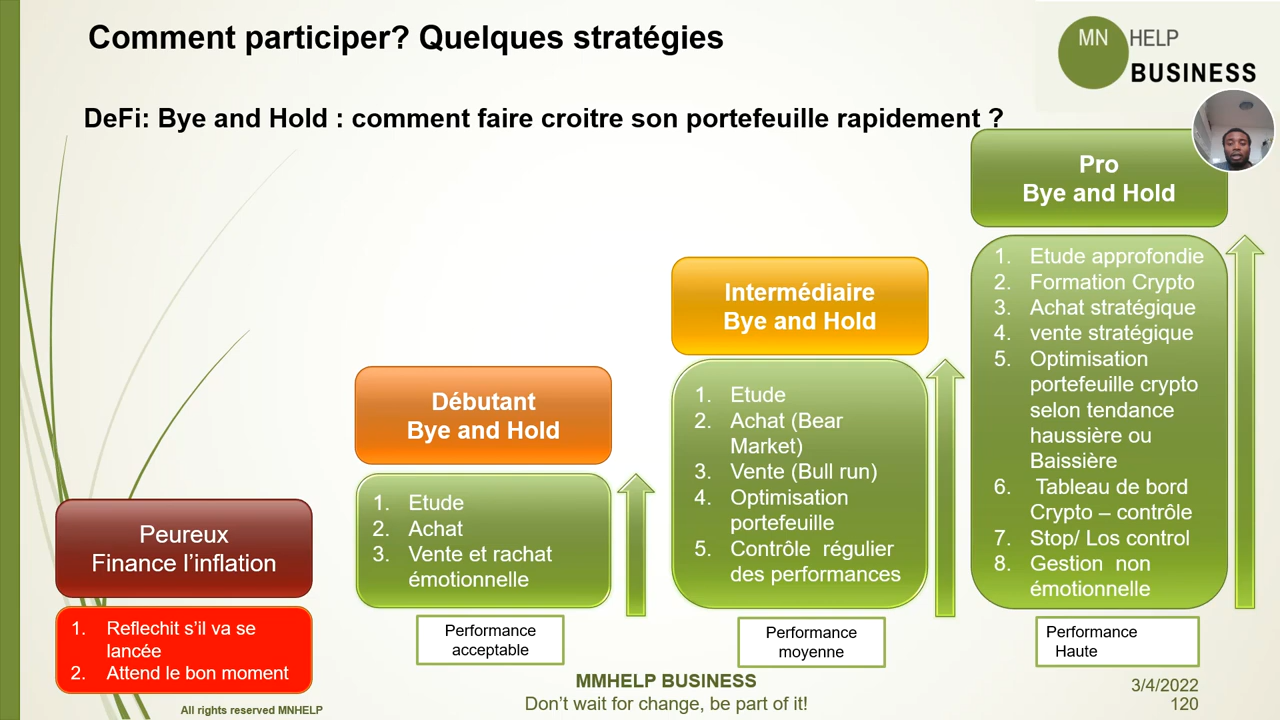 Comment participer? Quelques stratégies
MN HELP
BUSINESS
DeFi: Bye and Hold : comment faire croitre son portefeuille rapidement ?
Peureux
Finance l’inflation
1. Reflechit s’il va se
lancée
2. Attend le bon moment
Débutant
Bye and Hold
1. Etude
2. Achat
3. Vente et rachat
émotionnelle
Performance
acceptable
Intermédiaire
Bye and Hold
1. Etude
2. Achat (Bear
Market)
3. Vente (Bull run)
4. Optimisation
portefeuille
5. Contrôle régulier
des performances
Performance
moyenne
Pro
Bye and Hold
1. Etude approfondie
2. Formation Crypto
3. Achat stratégique
4. vente stratégique
5. Optimisation
portefeuille crypto
selon tendance
haussière ou
Baissière
6. Tableau de bord
Crypto – contrôle
7. Stop/ Los control
8. Gestion non
émotionnelle
Performance
Haute
All rights reserved MNHELP
MMHELP BUSINESS
Don’t wait for change, be part of it!
3/4/2022
120